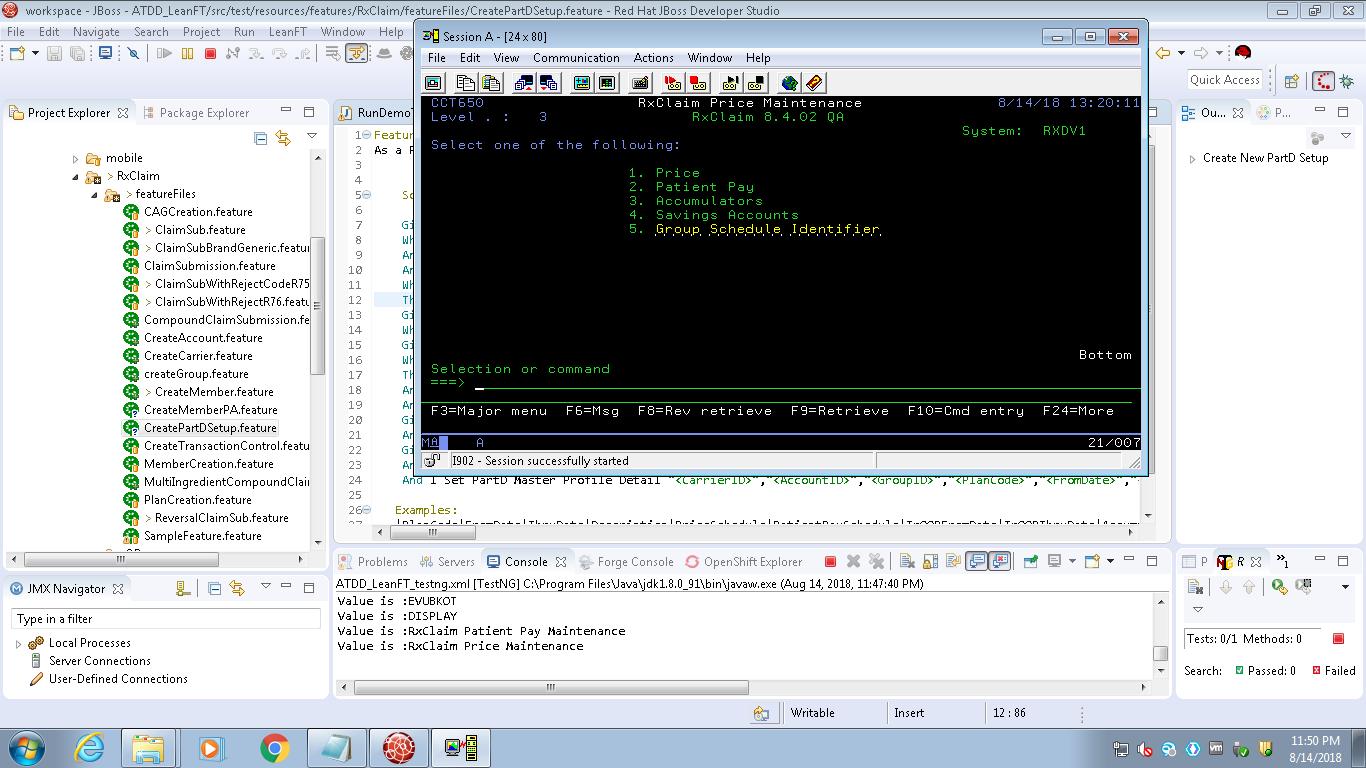 workspace - JBoss - ATDD_LeanFT/src/test/resources/features/RxClaim/featureFiles/CreatePartDSetup.feature - Red Hat JBoss Developer Studio
File Edit Navigate Search Project Run LeanFT Window Help
Quick Access
Project Explorer
Package Explorer
mobile
> RxClaim
> featureFiles
CAGCreation.feature
> ClaimSub.feature
> ClaimSubBrandGeneric.featur
ClaimSubmission.feature
> ClaimSubWithRejectCodeR75
> ClaimSubWithRejectR76.featu
CompoundClaimSubmission.fe
CreateAccount.feature
CreateCarrier.feature
createGroup.feature
> CreateMember.feature
CreateMemberPA.feature
CreatePartDSetup.feature
CreateTransactionControl.featu
MemberCreation.feature
MultiIngredientCompoundClai
PlanCreation.feature
> ReversalClaimSub.feature
SampleFeature.feature
RunDemoT
1 Featur
2 As a R
3
4
5 Sc
6
7 Gi
8 Wh
9 An
10 An
11 Wh
12 Th
13 Gi
14 Wh
15 Gi
16 Wh
17 Th
18 An
19 An
20 Gi
21 An
22 Gi
23 An
24 And I Set PartD Master Profile Detail "<CarrierID>","<AccountID>","<GroupID>","<PlanCode>","<FromDate>",
25
26 Examples:
Session A - [24 x 80]
File Edit View Communication Actions Window Help
CCT650 RxClaim Price Maintenance 8/14/18 13:20:11
Level . : 3 RxClaim 8.4.02 QA
System: RXDV1
Select one of the following:
1. Price
2. Patient Pay
3. Accumulators
4. Savings Accounts
5. Group Schedule Identifier
Bottom
Selection or command
===>
F3=Major menu F6=Msg F8=Rev retrieve F9=Retrieve F10=Cmd entry F24=More
MA A 21/007
I902 - Session successfully started
Ou...
P...
Create New PartD Setup
JMX Navigator
Type in a filter
Local Processes
Server Connections
User-Defined Connections
Problems Servers Console Forge Console OpenShift Explorer
ATDD_LeanFT_testng.xml [TestNG] C:\Program Files\Java\jdk1.8.0_91\bin\javaw.exe (Aug 14, 2018, 11:47:40 PM)
Value is :EVUBKOT
Value is :DISPLAY
Value is :RxClaim Patient Pay Maintenance
Value is :RxClaim Price Maintenance
P R »1
Tests: 0/1 Methods: 0
Search: Passed: 0 Failed
Writable Insert 12 : 86
11:50 PM
8/14/2018